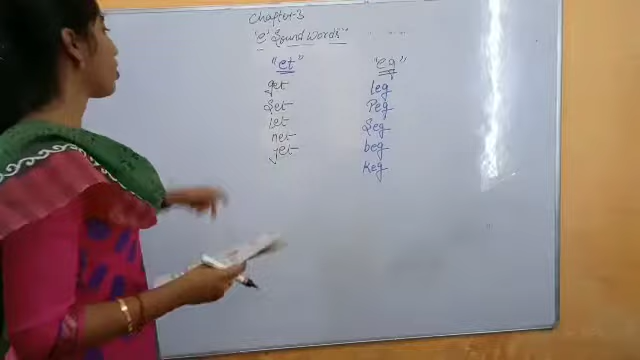 Chapter-3
'e' Sound Words
"et" "eg"
get leg
Set Peg
let Seg
net beg
jet keg